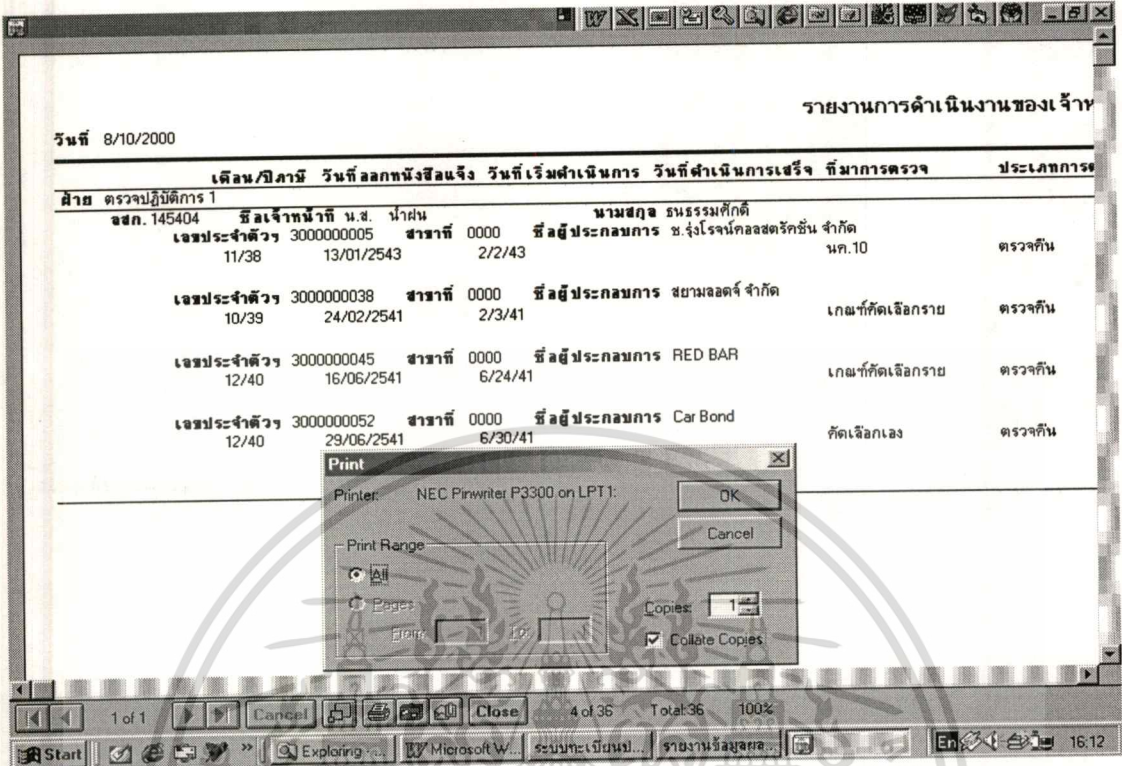 รายงานการดำเนินงานของเจ้าห
วันที่ 8/10/2000
เดือน/ปีภาษี วันที่ออกหนังสือแจ้ง วันที่เริ่มดำเนินการ วันที่ดำเนินการเสร็จ ที่มาการตรวจ ประเภทการต
ฝ่าย ตรวจปฏิบัติการ 1
จสก. 145404 ชื่อเจ้าหน้าที่ น.ส. น้ำฝน นามสกุล ธนธรรมศักดิ์
เลขประจำตัวฯ 3000000005 สาขาที่ 0000 ชื่อผู้ประกอบการ ช.รุ่งโรจน์คอลสตรัคชั่น จำกัด
11/38 13/01/2543 2/2/43 นค.10 ตรวจคืน
เลขประจำตัวฯ 3000000038 สาขาที่ 0000 ชื่อผู้ประกอบการ สยามลอตจ์ จำกัด
10/39 24/02/2541 2/3/41 เกณฑ์คัดเลือกราย ตรวจคืน
เลขประจำตัวฯ 3000000045 สาขาที่ 0000 ชื่อผู้ประกอบการ RED BAR
12/40 16/06/2541 6/24/41 เกณฑ์คัดเลือกราย ตรวจคืน
เลขประจำตัวฯ 3000000052 สาขาที่ 0000 ชื่อผู้ประกอบการ Car Bond
12/40 29/06/2541 6/30/41 คัดเลือกเอง ตรวจคืน
Print
Printer: NEC Pinwriter P3300 on LPT1: OK
Cancel
Print Range
All
Pages
From: To:
Copies: 1
Collate Copies
1 of 1 Cancel Close 4 of 36 Total:36 100%
Start Exploring - ... Microsoft W... ระบบทะเบียนป... รายงานข้อมูลผล... En 16:12